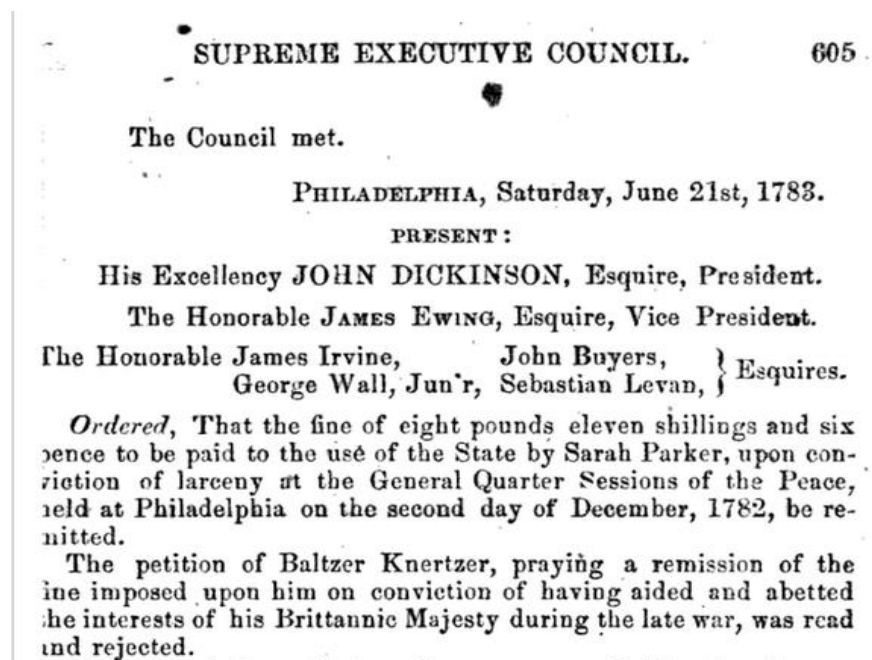 SUPREME EXECUTIVE COUNCIL. 605
The Council met.
PHILADELPHIA, Saturday, June 21st, 1783.
PRESENT:
His Excellency JOHN DICKINSON, Esquire, President.
The Honorable JAMES EWING, Esquire, Vice President.
The Honorable James Irvine, John Buyers,
George Wall, Jun'r, Sebastian Levan, } Esquires.
Ordered, That the fine of eight pounds eleven shillings and six
pence to be paid to the use of the State by Sarah Parker, upon con-
viction of larceny at the General Quarter Sessions of the Peace,
held at Philadelphia on the second day of December, 1782, be re-
mitted.
The petition of Baltzer Knertzer, praying a remission of the
fine imposed upon him on conviction of having aided and abetted
the interests of his Brittannic Majesty during the late war, was read
and rejected.